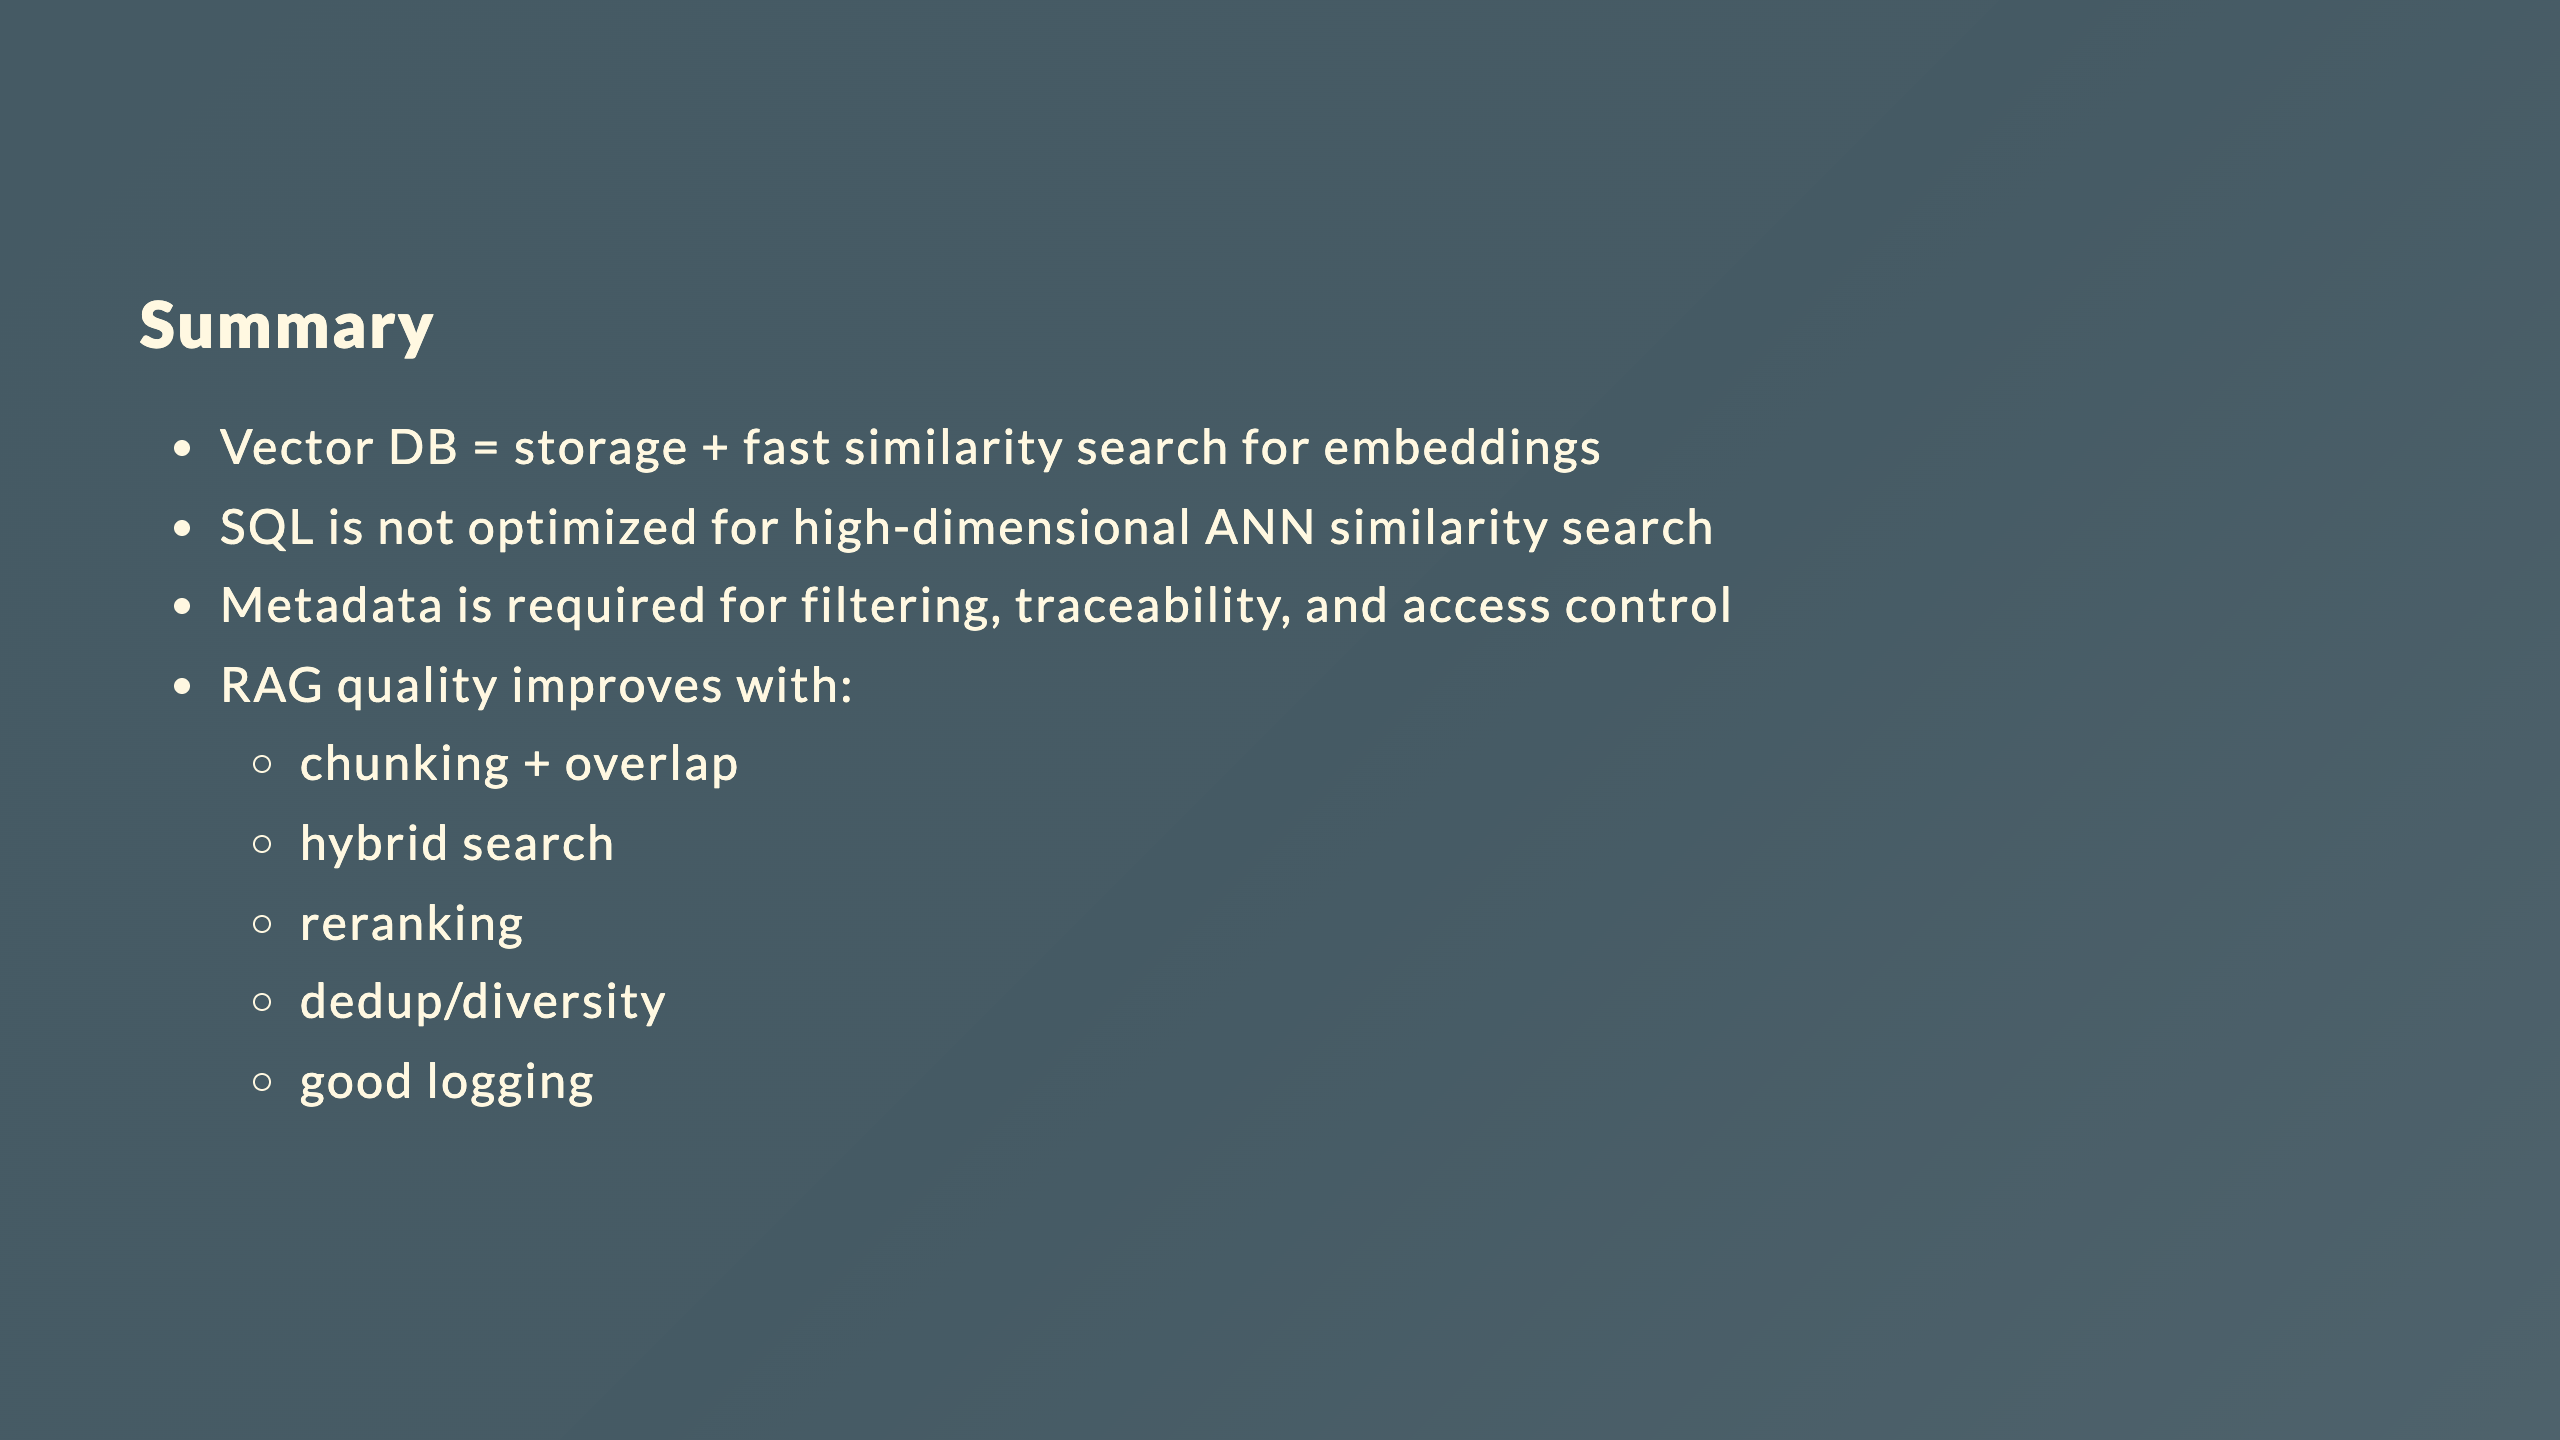 Summary
Vector DB = storage + fast similarity search for embeddings
SQL is not optimized for high-dimensional ANN similarity search
Metadata is required for filtering, traceability, and access control
RAG quality improves with:
chunking + overlap
hybrid search
reranking
dedup/diversity
good logging